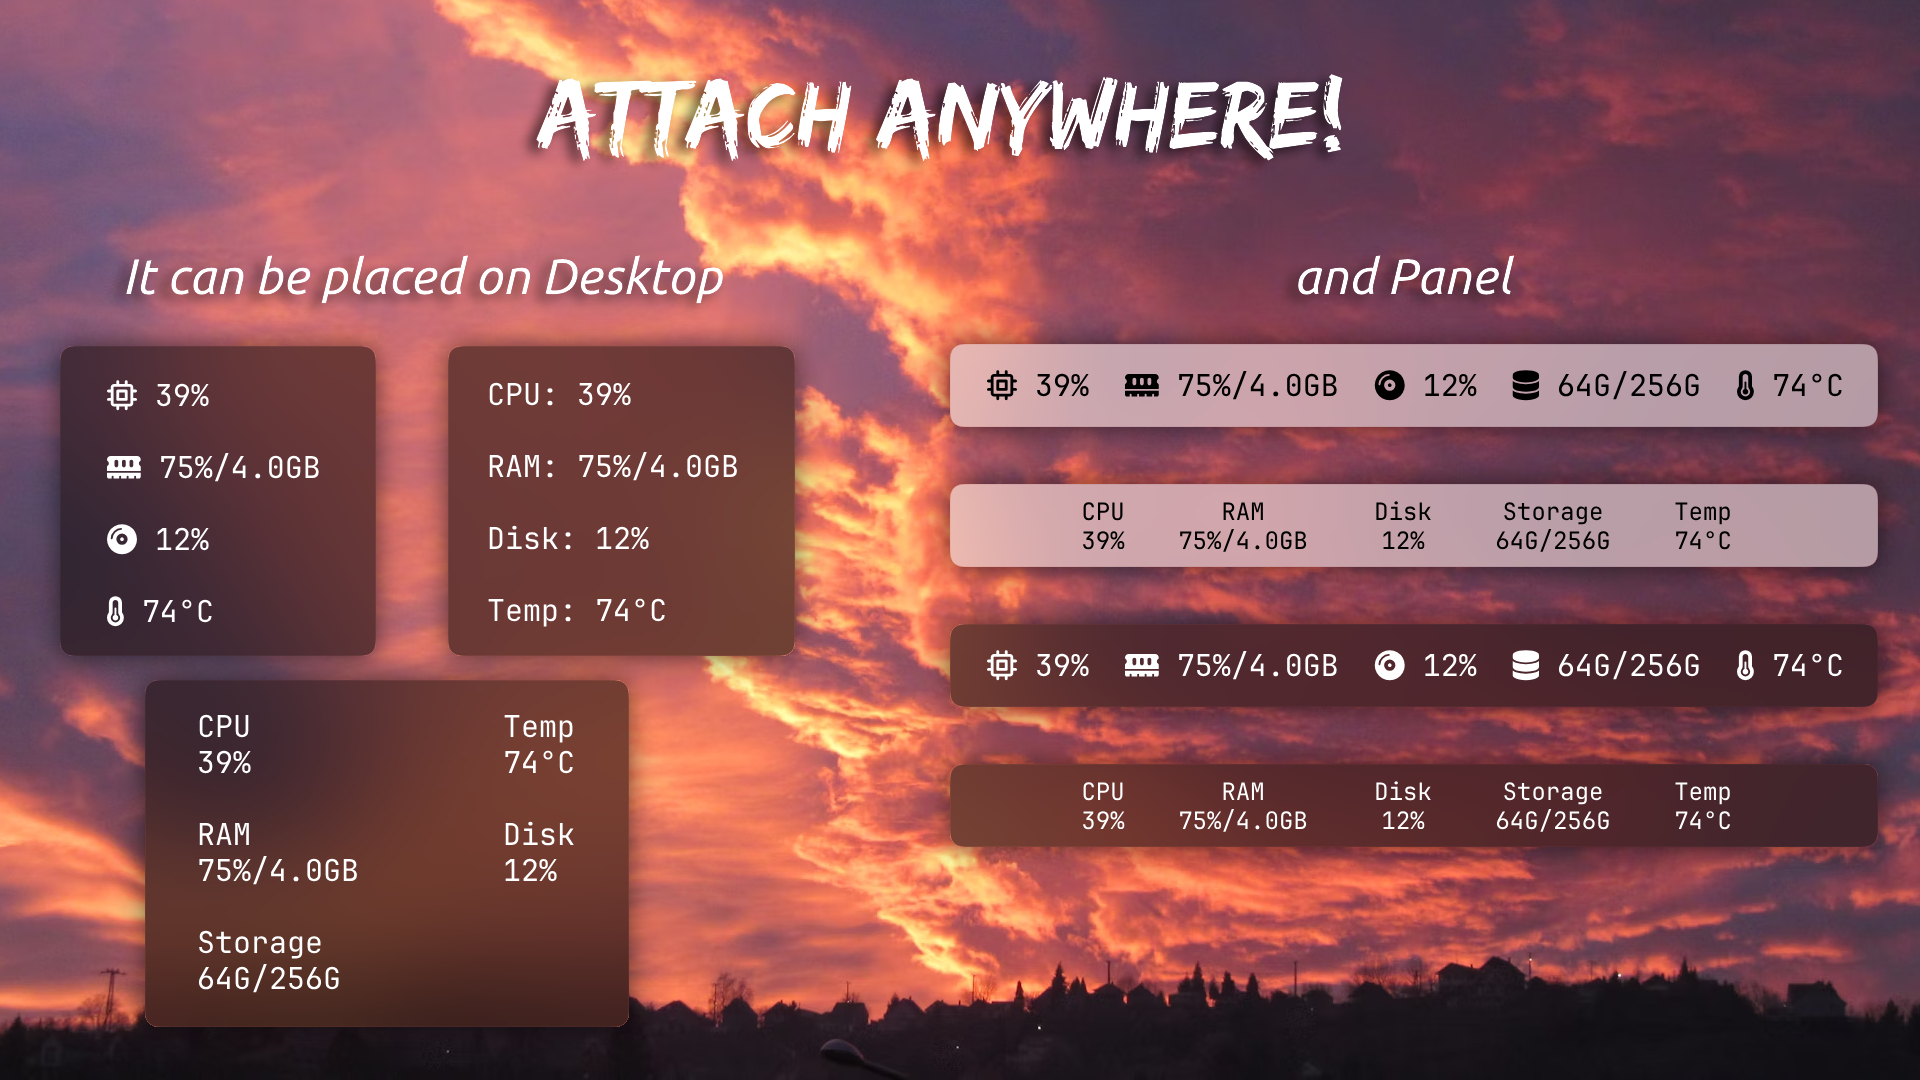 ATTACH ANYWHERE!
It can be placed on Desktop
39%
75%/4.0GB
12%
74°C
CPU: 39%
RAM: 75%/4.0GB
Disk: 12%
Temp: 74°C
CPU Temp
39% 74°C
RAM Disk
75%/4.0GB 12%
Storage
64G/256G
and Panel
39% 75%/4.0GB 12% 64G/256G 74°C
CPU RAM Disk Storage Temp
39% 75%/4.0GB 12% 64G/256G 74°C
39% 75%/4.0GB 12% 64G/256G 74°C
CPU RAM Disk Storage Temp
39% 75%/4.0GB 12% 64G/256G 74°C